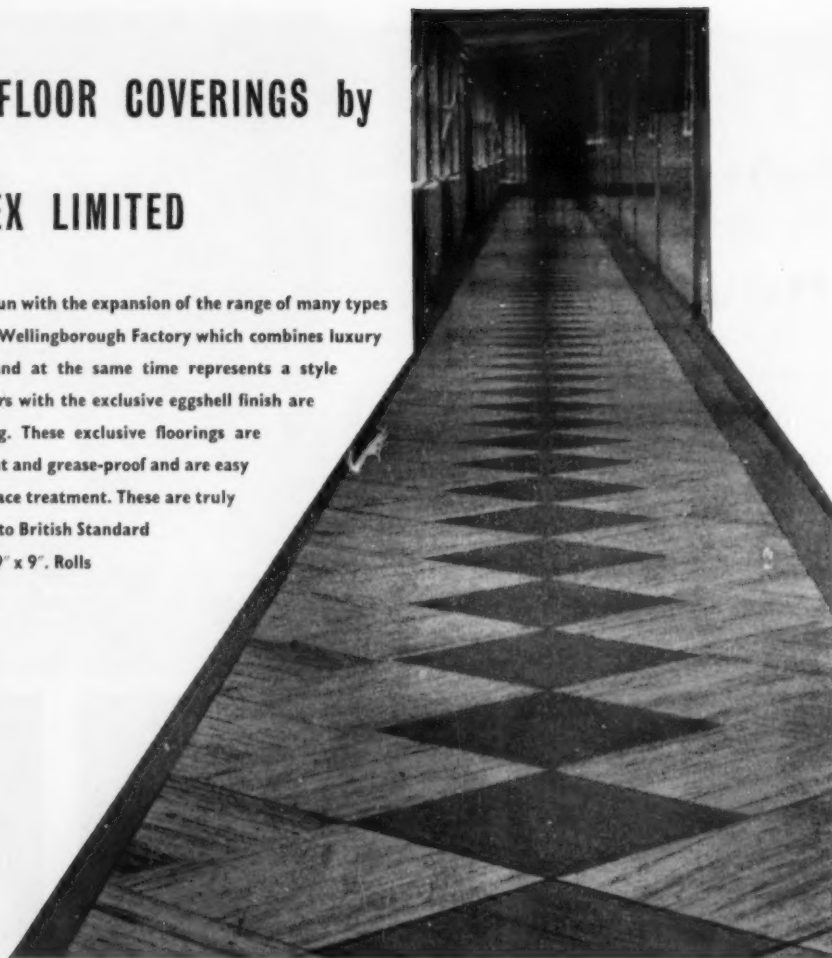 FLOOR COVERINGS by
EX LIMITED
un with the expansion of the range of many types
Wellingborough Factory which combines luxury
nd at the same time represents a style
rs with the exclusive eggshell finish are
g. These exclusive floorings are
t and grease-proof and are easy
ace treatment. These are truly
to British Standard
9″ x 9″. Rolls